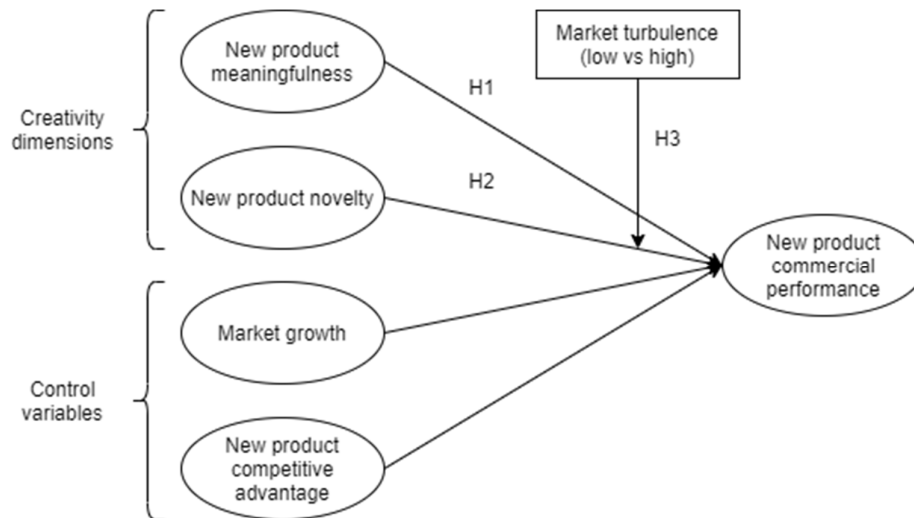 New product
meaningfulness
Market turbulence
(low vs high)
H1
Creativity
dimensions
H3
H2
New product novelty
New product
commercial
performance
Market growth
Control
variables
New product
competitive
advantage